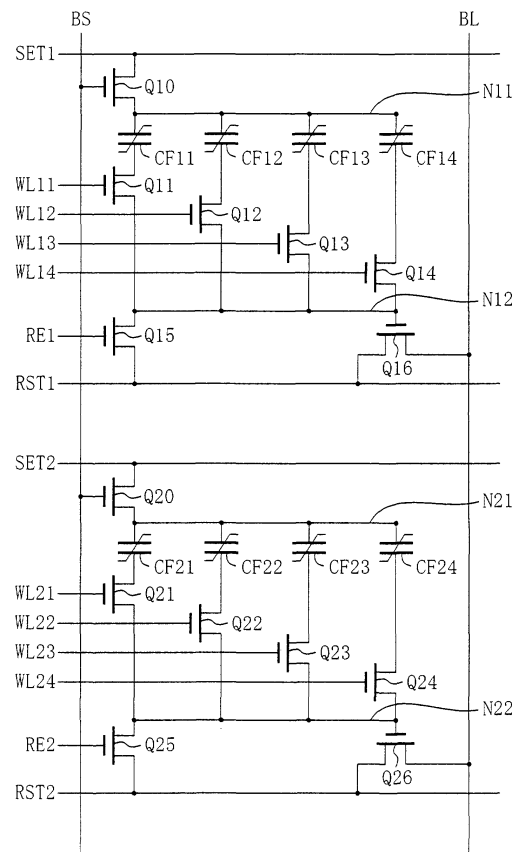 BS BL
SET1
Q10
N11
CF11 CF12 CF13 CF14
WL11 Q11
WL12 Q12
WL13 Q13
WL14 Q14
N12
RE1 Q15
Q16
RST1
SET2
Q20
N21
CF21 CF22 CF23 CF24
WL21 Q21
WL22 Q22
WL23 Q23
WL24 Q24
N22
RE2 Q25
Q26
RST2